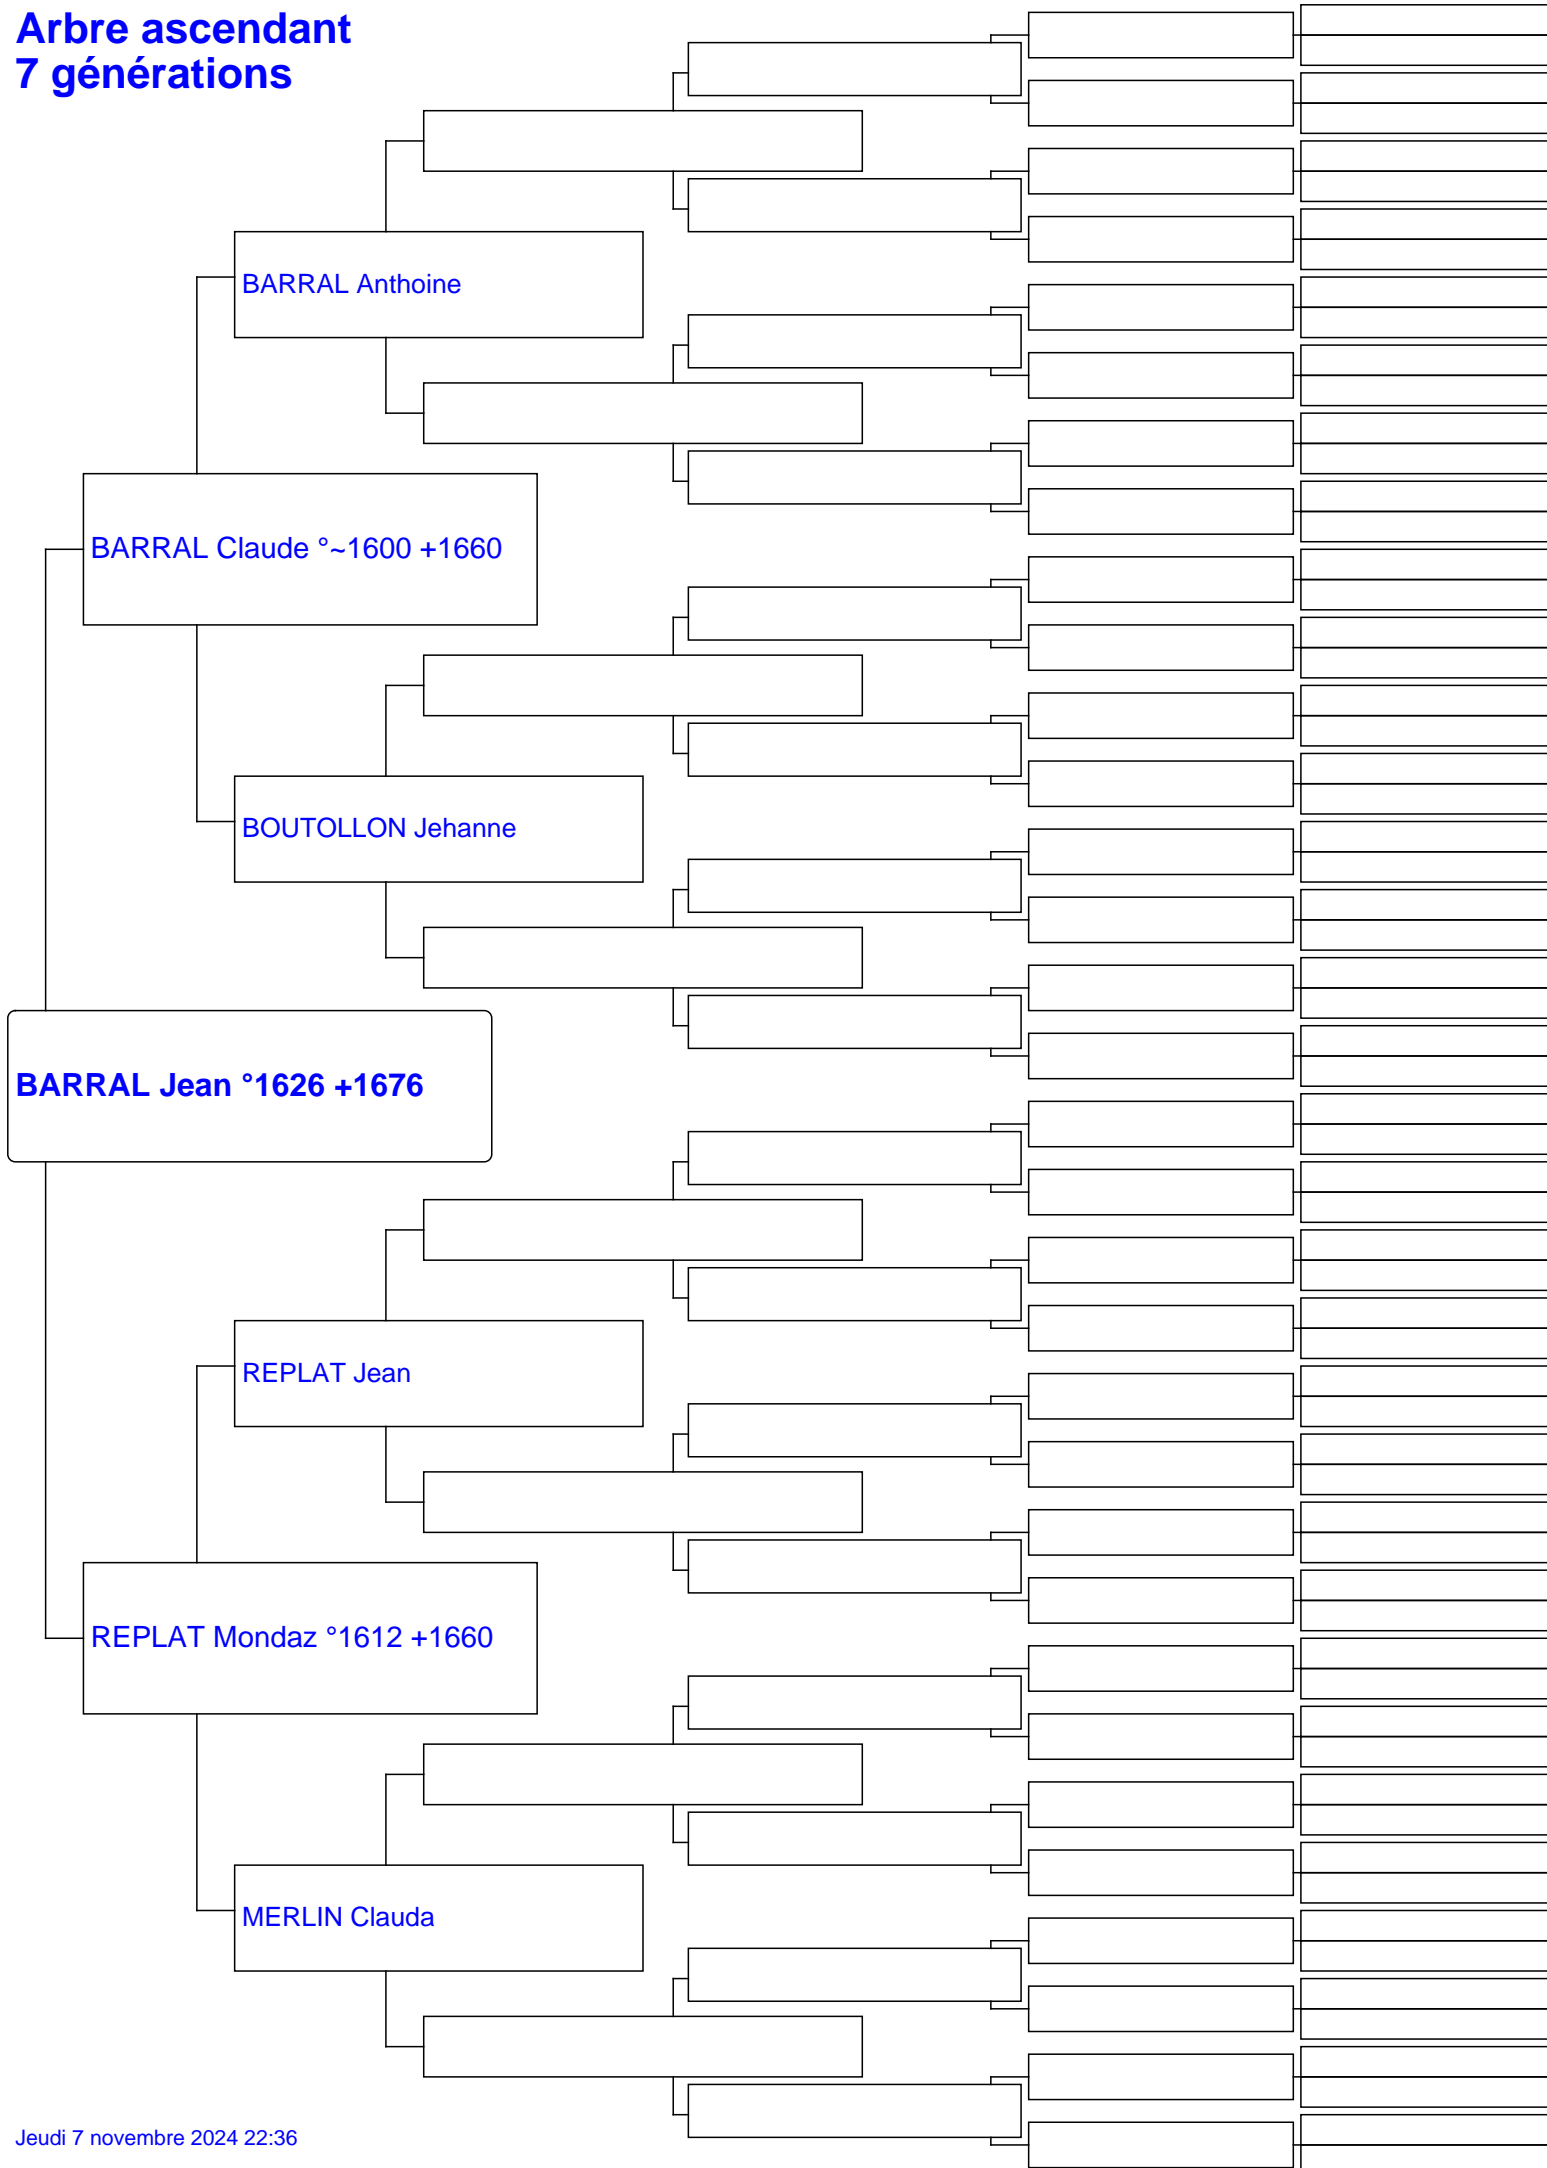 Arbre ascendant
7 générations
BARRAL Anthoine
BARRAL Claude °~1600 +1660
BOUTOLLON Jehanne
BARRAL Jean °1626 +1676
REPLAT Jean
REPLAT Mondaz °1612 +1660
MERLIN Clauda
Jeudi 7 novembre 2024 22:36